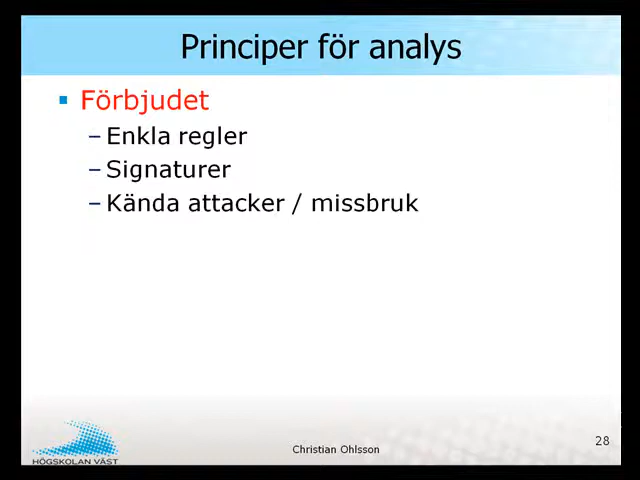 Principer för analys
▪ Förbjudet
–Enkla regler
–Signaturer
–Kända attacker / missbruk
28
Christian Ohlsson
HÖGSKOLAN VÄST